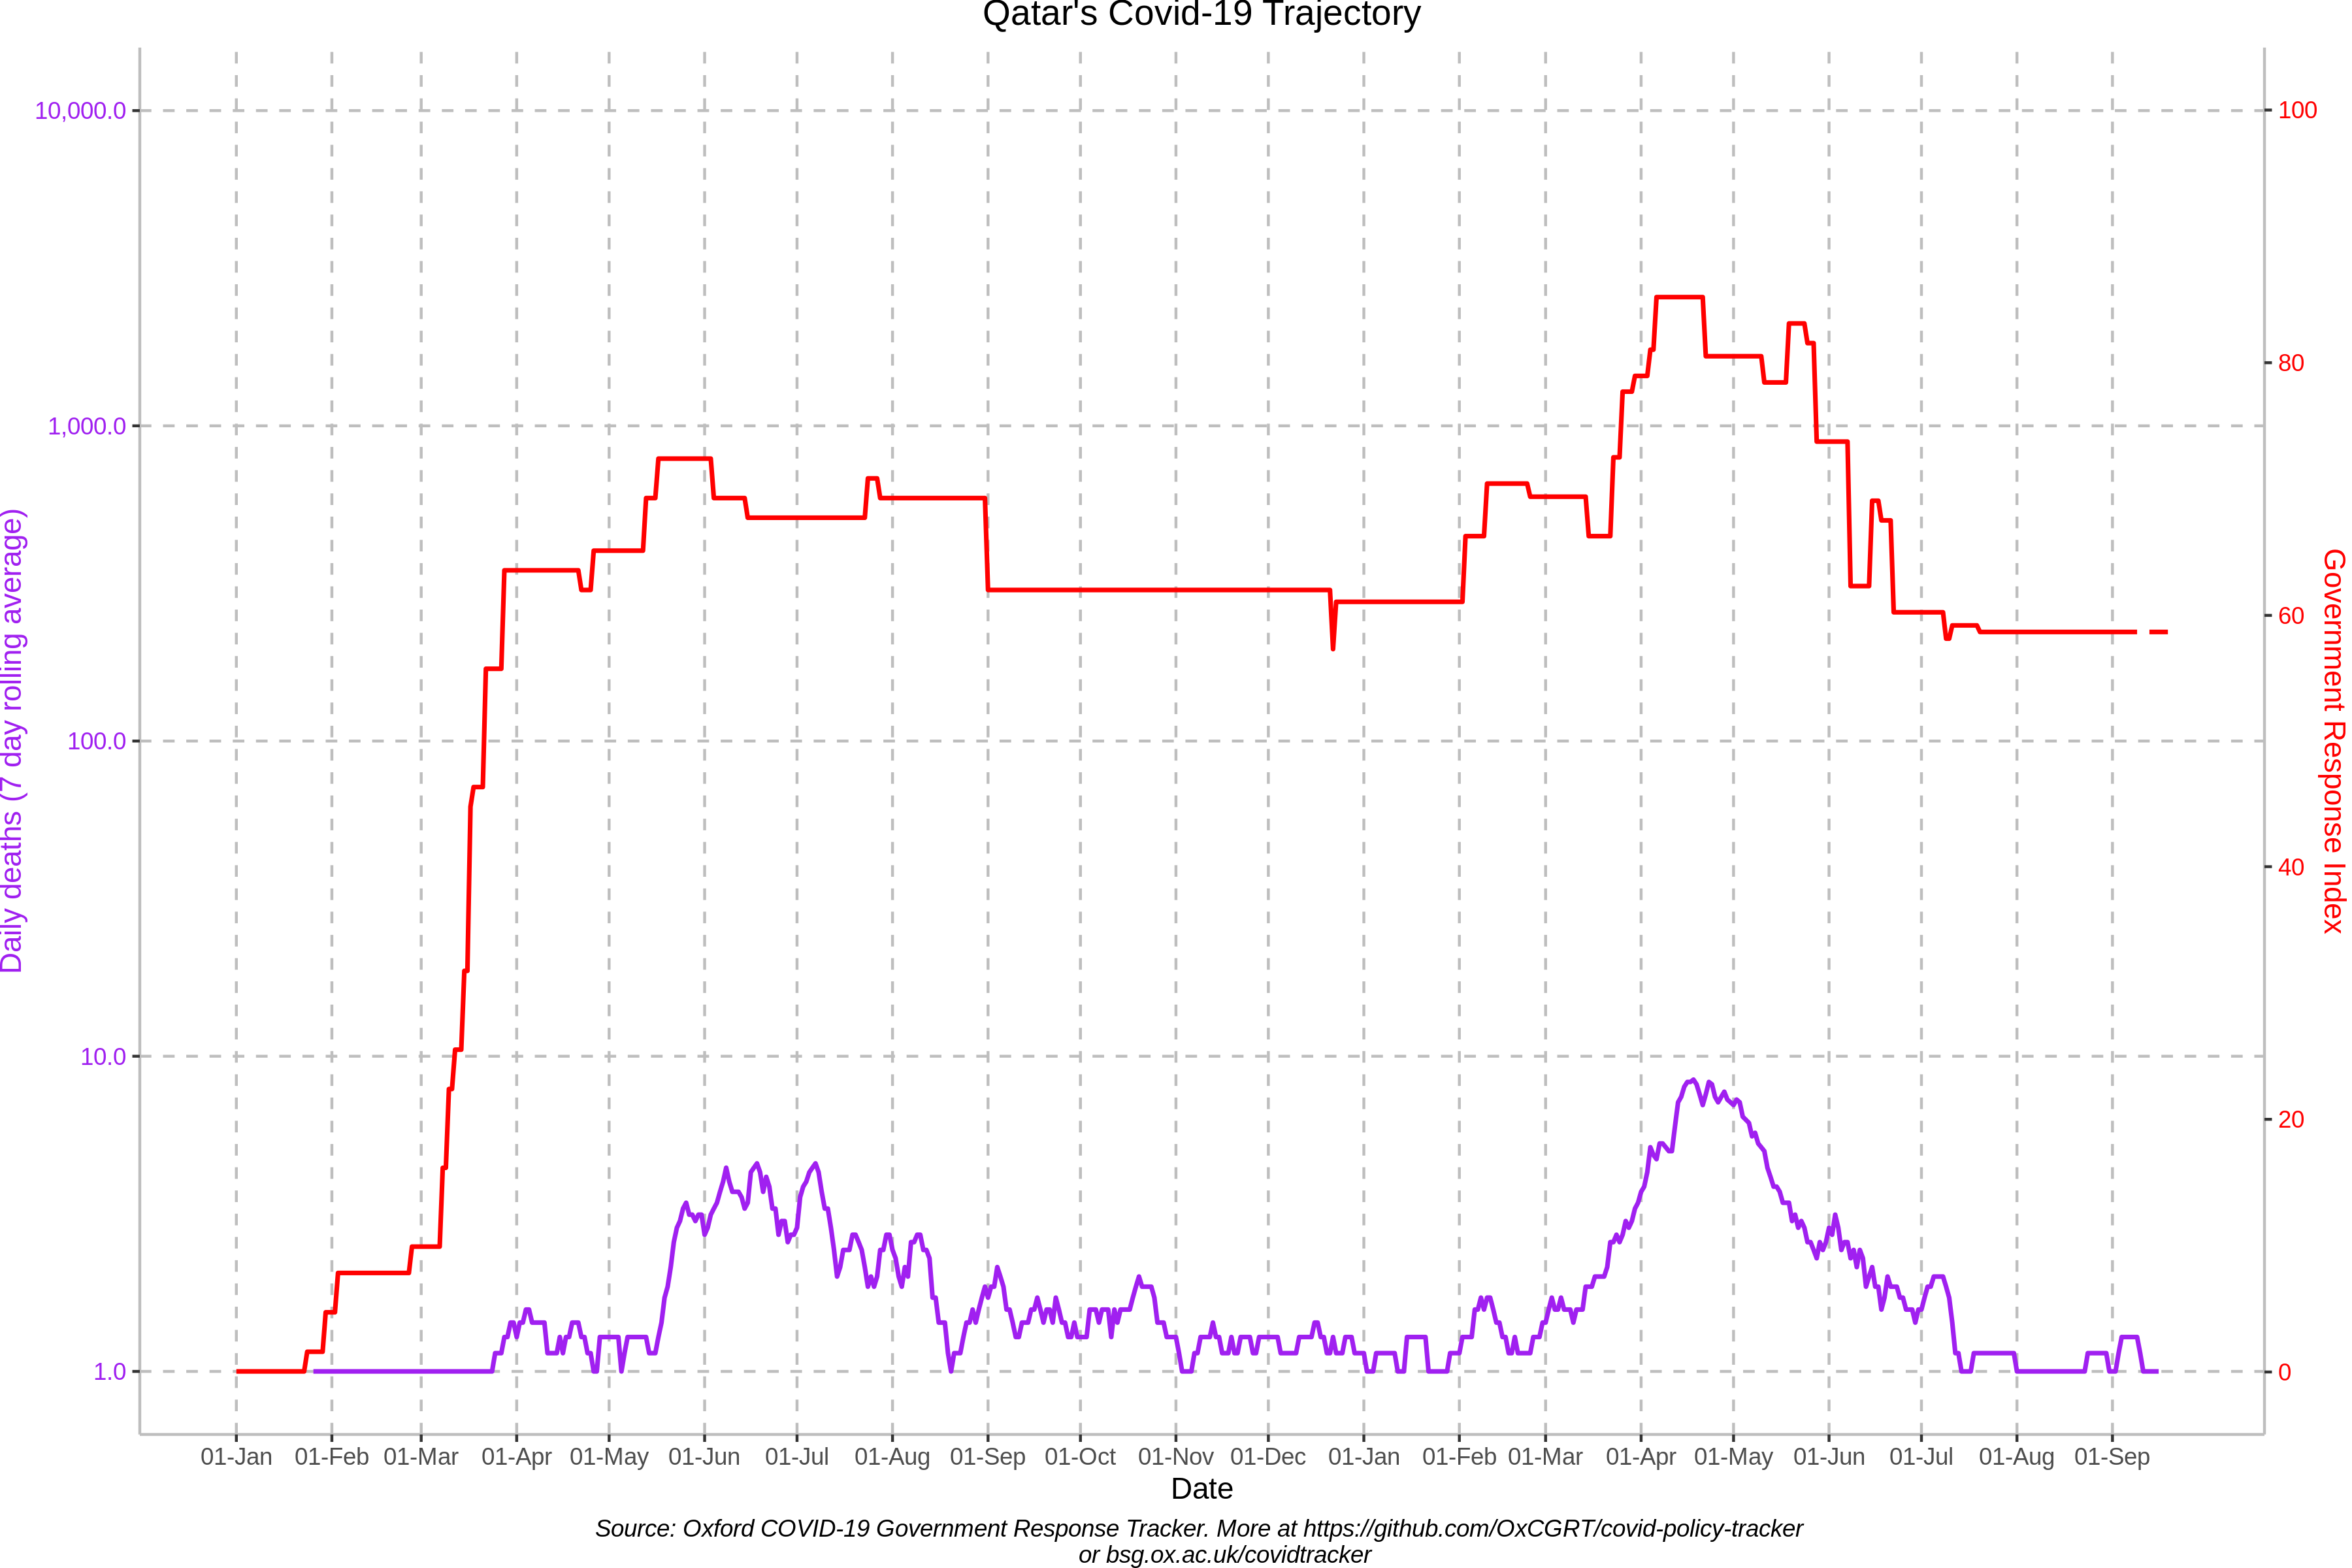 Qatar's Covid-19 Trajectory
Daily deaths (7 day rolling average)
10,000.0
1,000.0
100.0
10.0
1.0
100
80
60
40
20
0
Government Response Index
01-Jan 01-Feb 01-Mar 01-Apr 01-May 01-Jun 01-Jul 01-Aug 01-Sep 01-Oct 01-Nov 01-Dec 01-Jan 01-Feb 01-Mar 01-Apr 01-May 01-Jun 01-Jul 01-Aug 01-Sep
Date
Source: Oxford COVID-19 Government Response Tracker. More at https://github.com/OxCGRT/covid-policy-tracker
or bsg.ox.ac.uk/covidtracker